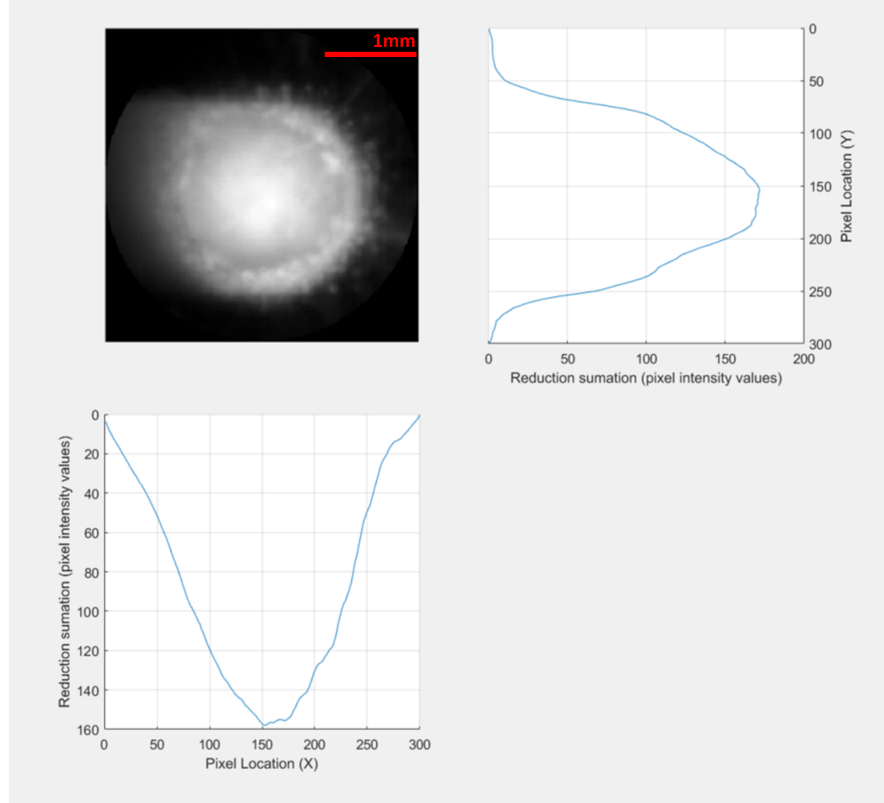 1mm
0
50
100
150
200
250
300
Pixel Location (Y)
0 50 100 150 200
Reduction sumation (pixel intensity values)
0
20
40
60
80
100
120
140
160
Reduction sumation (pixel intensity values)
0 50 100 150 200 250 300
Pixel Location (X)